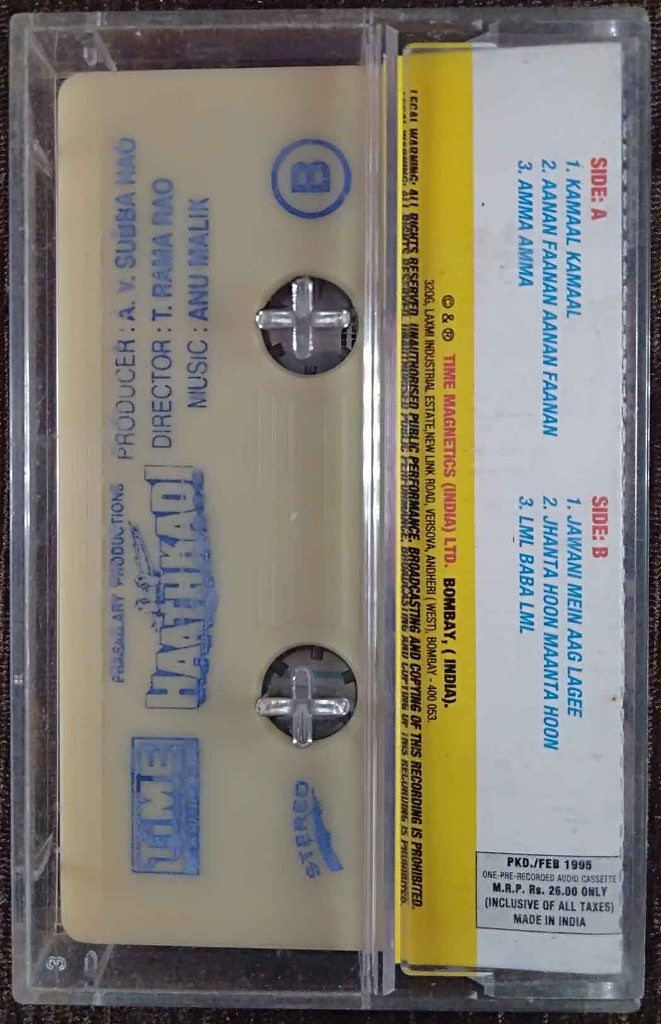 SIDE: A
1. KAMAAL KAMAAL
2. AANAN FAANAN AANAN FAANAN
3. AMMA AMMA
SIDE: B
1. JAWANI MEIN AAG LAGEE
2. JHANTA HOON MAANTA HOON
3. LML BABA LML
PKD./FEB 1995
ONE-PRE-RECORDED AUDIO CASSETTE
M.R.P. Rs. 26.00 ONLY
(INCLUSIVE OF ALL TAXES)
MADE IN INDIA
© & ® TIME MAGNETICS (INDIA) LTD. BOMBAY, ( INDIA).
320G, LAXMI INDUSTRIAL ESTATE, NEW LINK ROAD, VERSOVA, ANDHERI ( WEST), BOMBAY - 400 053.
LEGAL WARNING: ALL RIGHTS RESERVED. UNAUTHORISED PUBLIC PERFORMANCE, BROADCASTING AND COPYING OF THIS RECORDING IS PROHIBITED.
B
STEREO
MUSIC : ANU MALIK
DIRECTOR : T. RAMA RAO
PRODUCER : A. V. SUBBA RAO
PRODUCTIONS
HAATHKADI
TIME
3